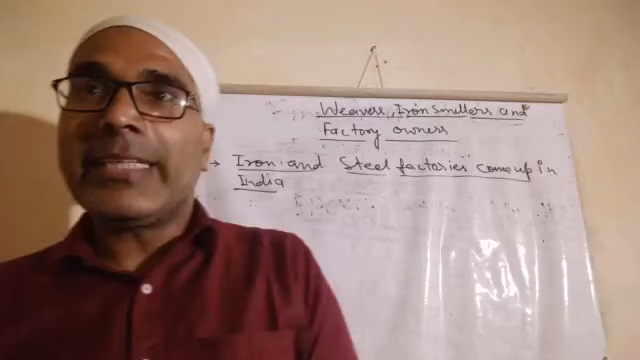 Weavers, Iron Smelters and
Factory owners
→ Iron and Steel factories come up in
India